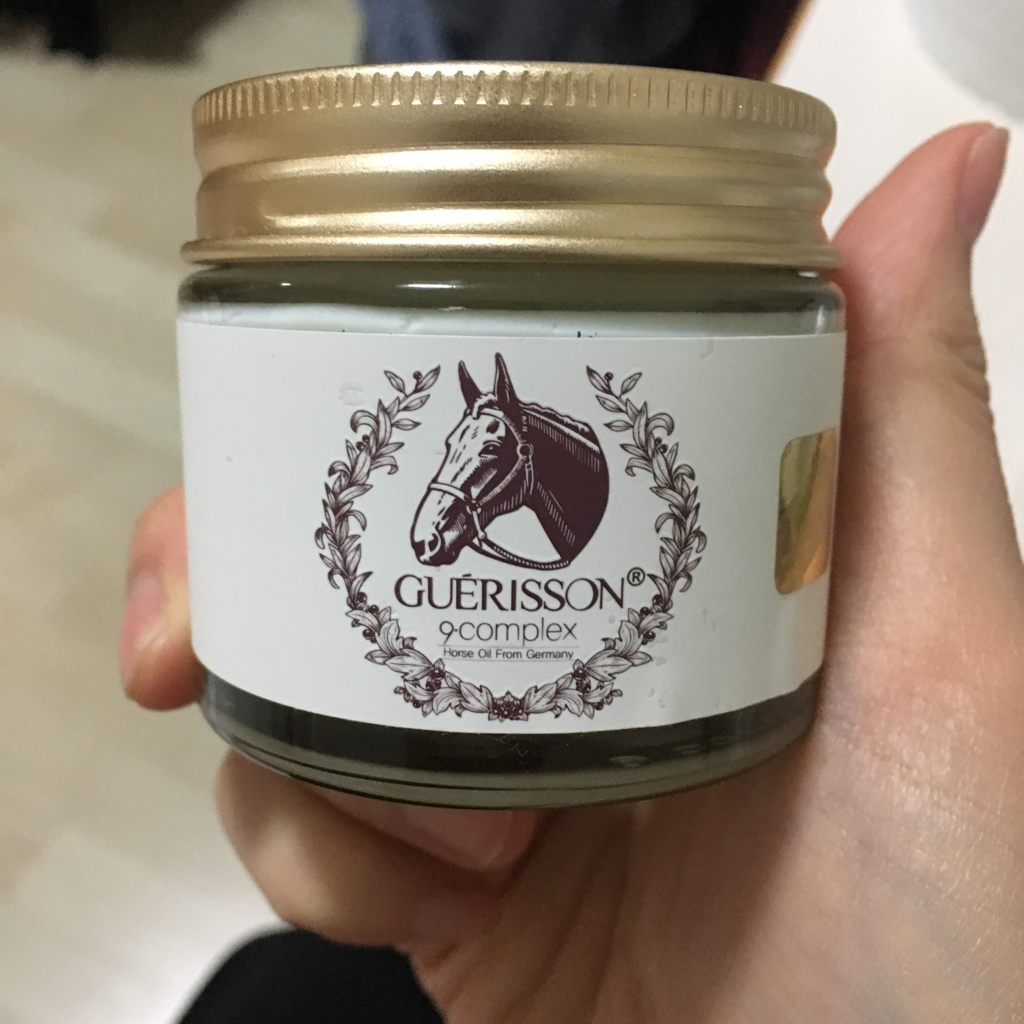 GUÉRISSON®
9·complex
Horse Oil From Germany